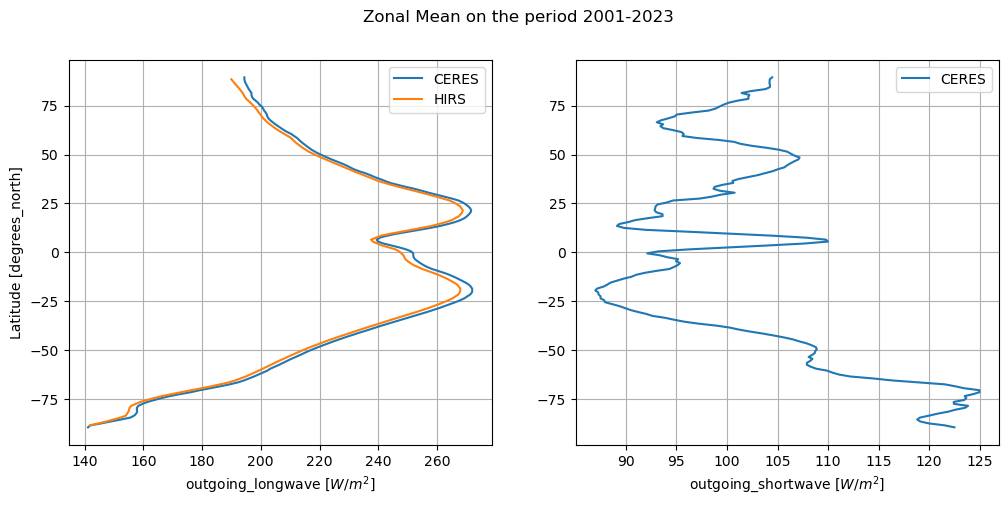 Zonal Mean on the period 2001-2023
CERES
HIRS
75
50
25
0
−25
−50
−75
Latitude [degrees_north]
140 160 180 200 220 240 260
outgoing_longwave [W/m²]
CERES
75
50
25
0
−25
−50
−75
90 95 100 105 110 115 120 125
outgoing_shortwave [W/m²]